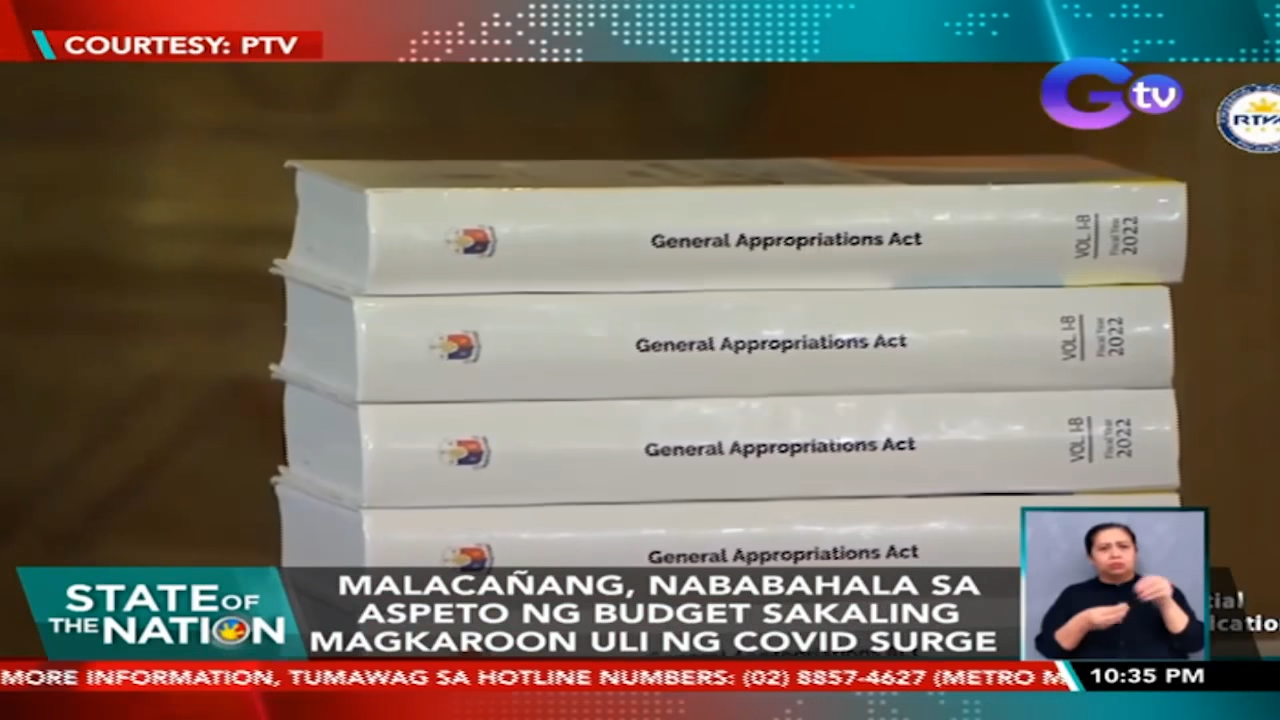 COURTESY: PTV
G tv
RTV
General Appropriations Act
VOL. I-B
Fiscal Year
2022
General Appropriations Act
VOL. I-B
Fiscal Year
2022
General Appropriations Act
VOL. I-B
Fiscal Year
2022
General Appropriations Act
STATE OF
THE NATION
MALACAÑANG, NABABAHALA SA
ASPETO NG BUDGET SAKALING
MAGKAROON ULI NG COVID SURGE
MORE INFORMATION, TUMAWAG SA HOTLINE NUMBERS: (02) 8857-4627 (METRO M
10:35 PM